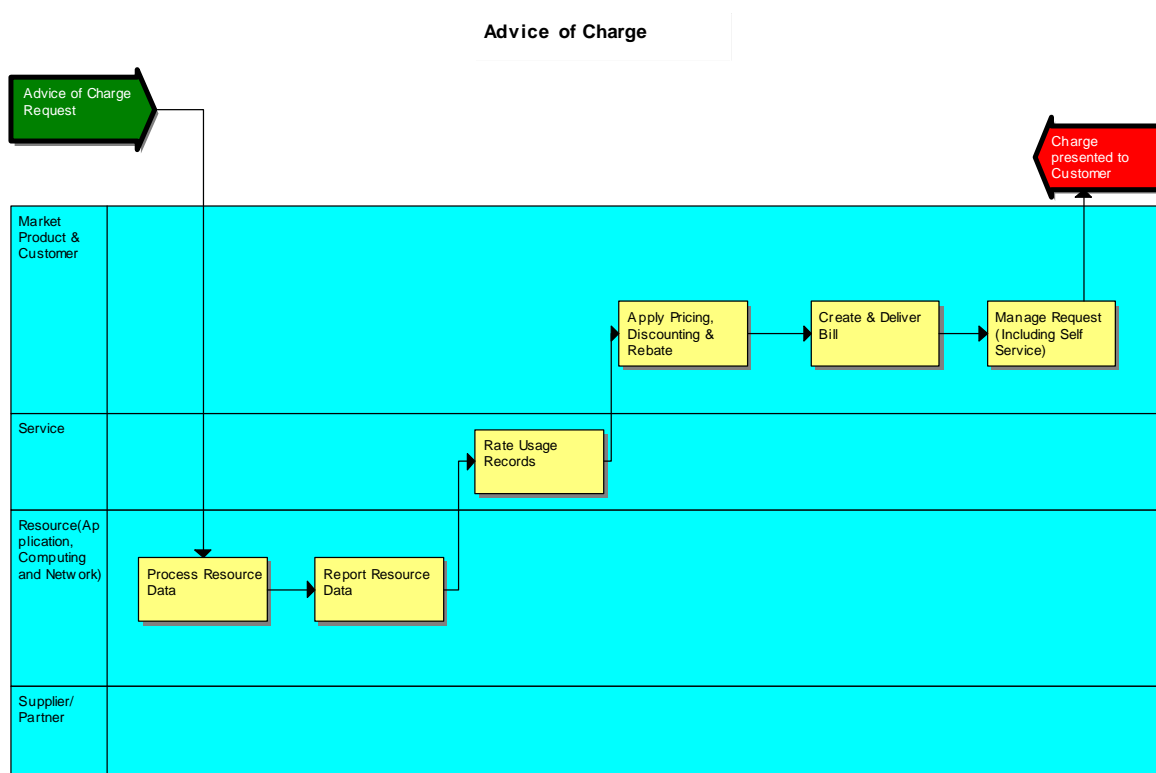 Advice of Charge
Advice of Charge
Request
Charge
presented to
Customer
Market
Product &
Customer
Apply Pricing,
Discounting &
Rebate
Create & Deliver
Bill
Manage Request
(Including Self
Service)
Service
Rate Usage
Records
Resource(Ap
plication,
Computing
and Network)
Process Resource
Data
Report Resource
Data
Supplier/
Partner